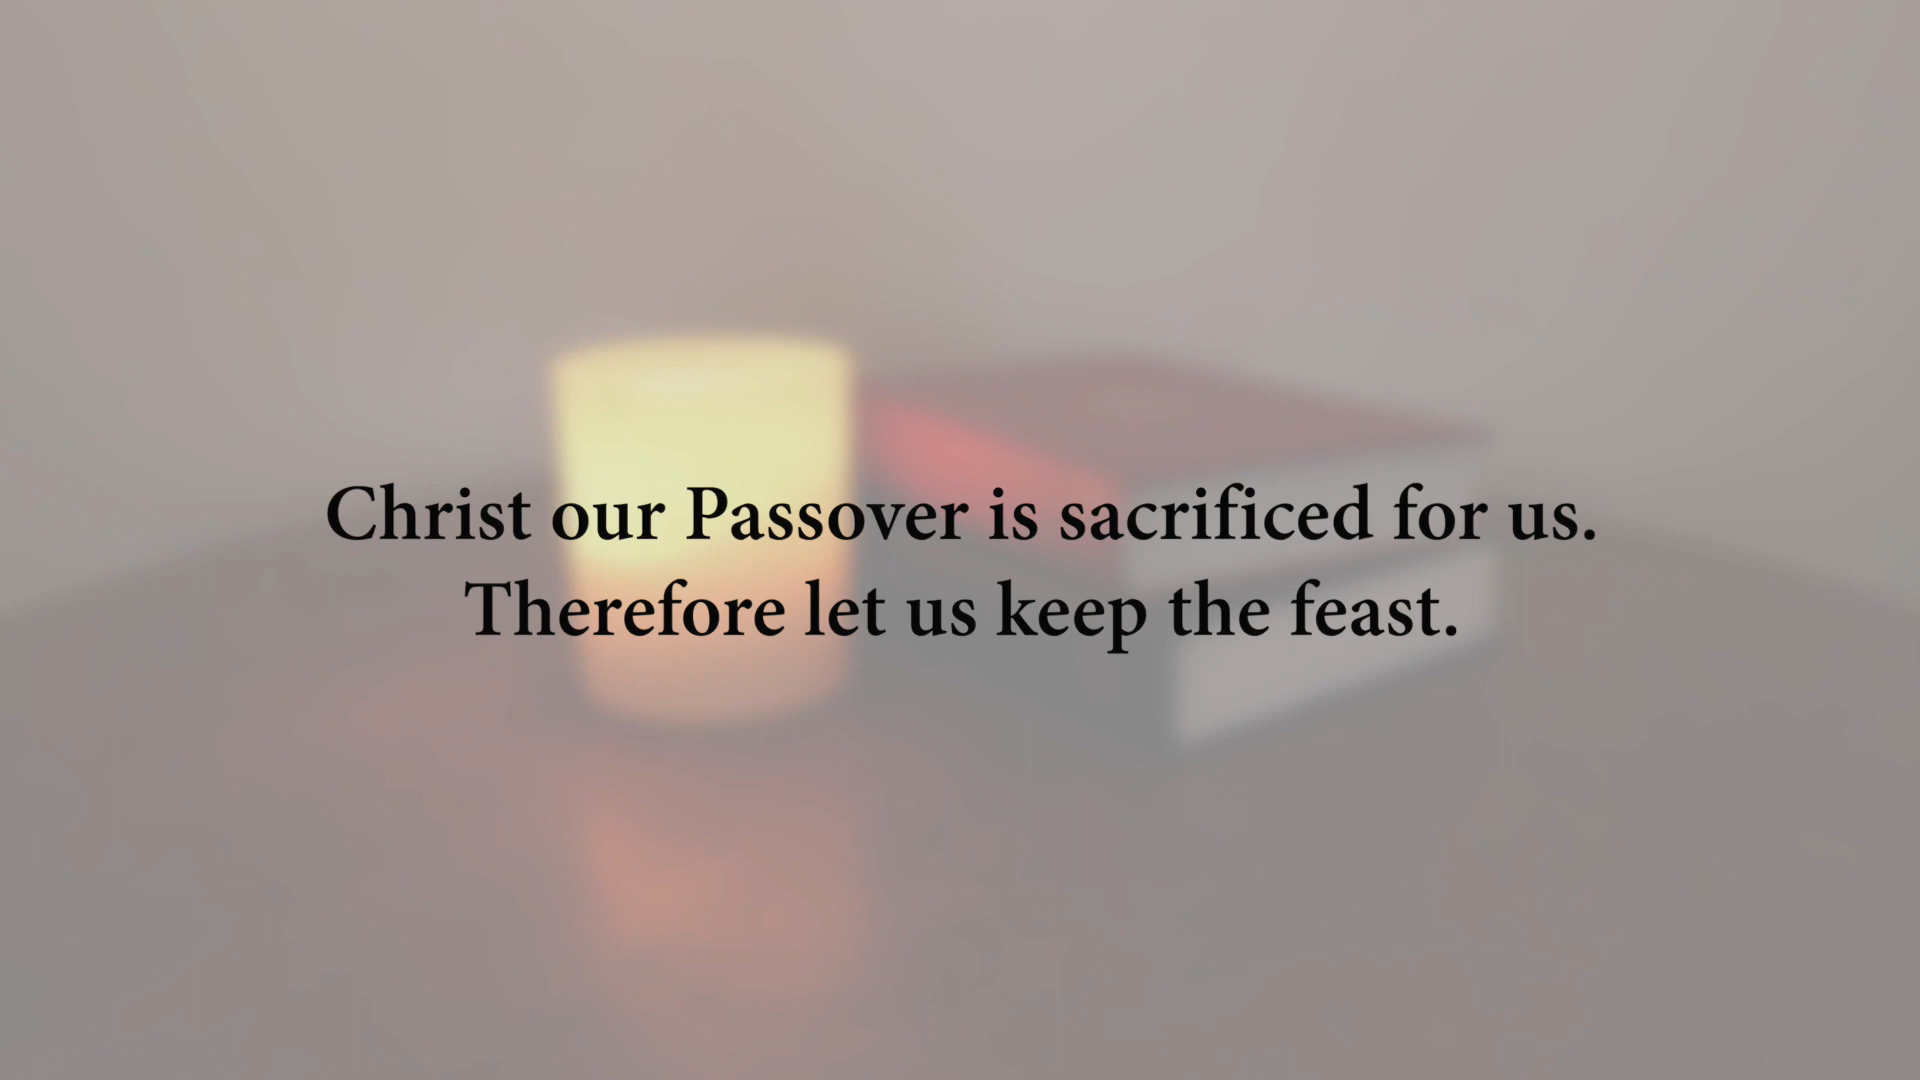 Christ our Passover is sacrificed for us.
Therefore let us keep the feast.